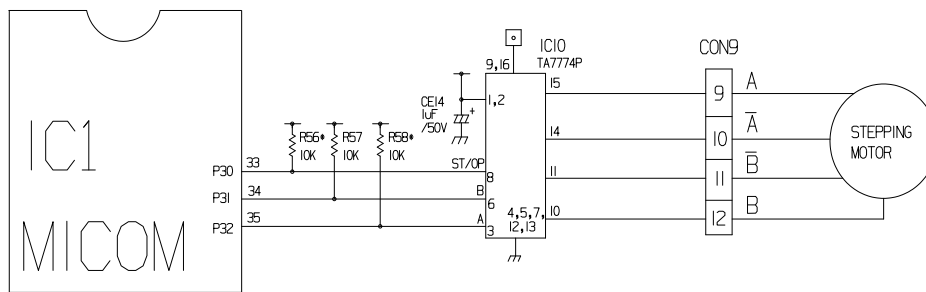 IC1
MICOM
P30
33
P31
34
P32
35
R56*
10K
R57
10K
R58*
10K
CE14
1uF
/50V
+
ST/OP
8
B
6
A
3
9,16
IC10
TA7774P
1,2
15
14
11
10
4,5,7,
12,13
CON9
9
A
10
A̅
11
B̅
12
B
STEPPING
MOTOR